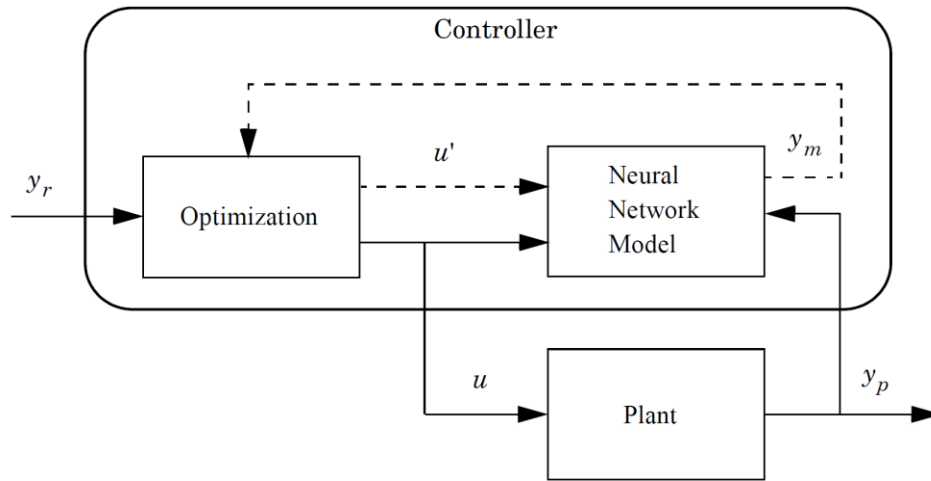 Controller
u'
y_m
Neural
Network
Model
y_r
Optimization
u
y_p
Plant